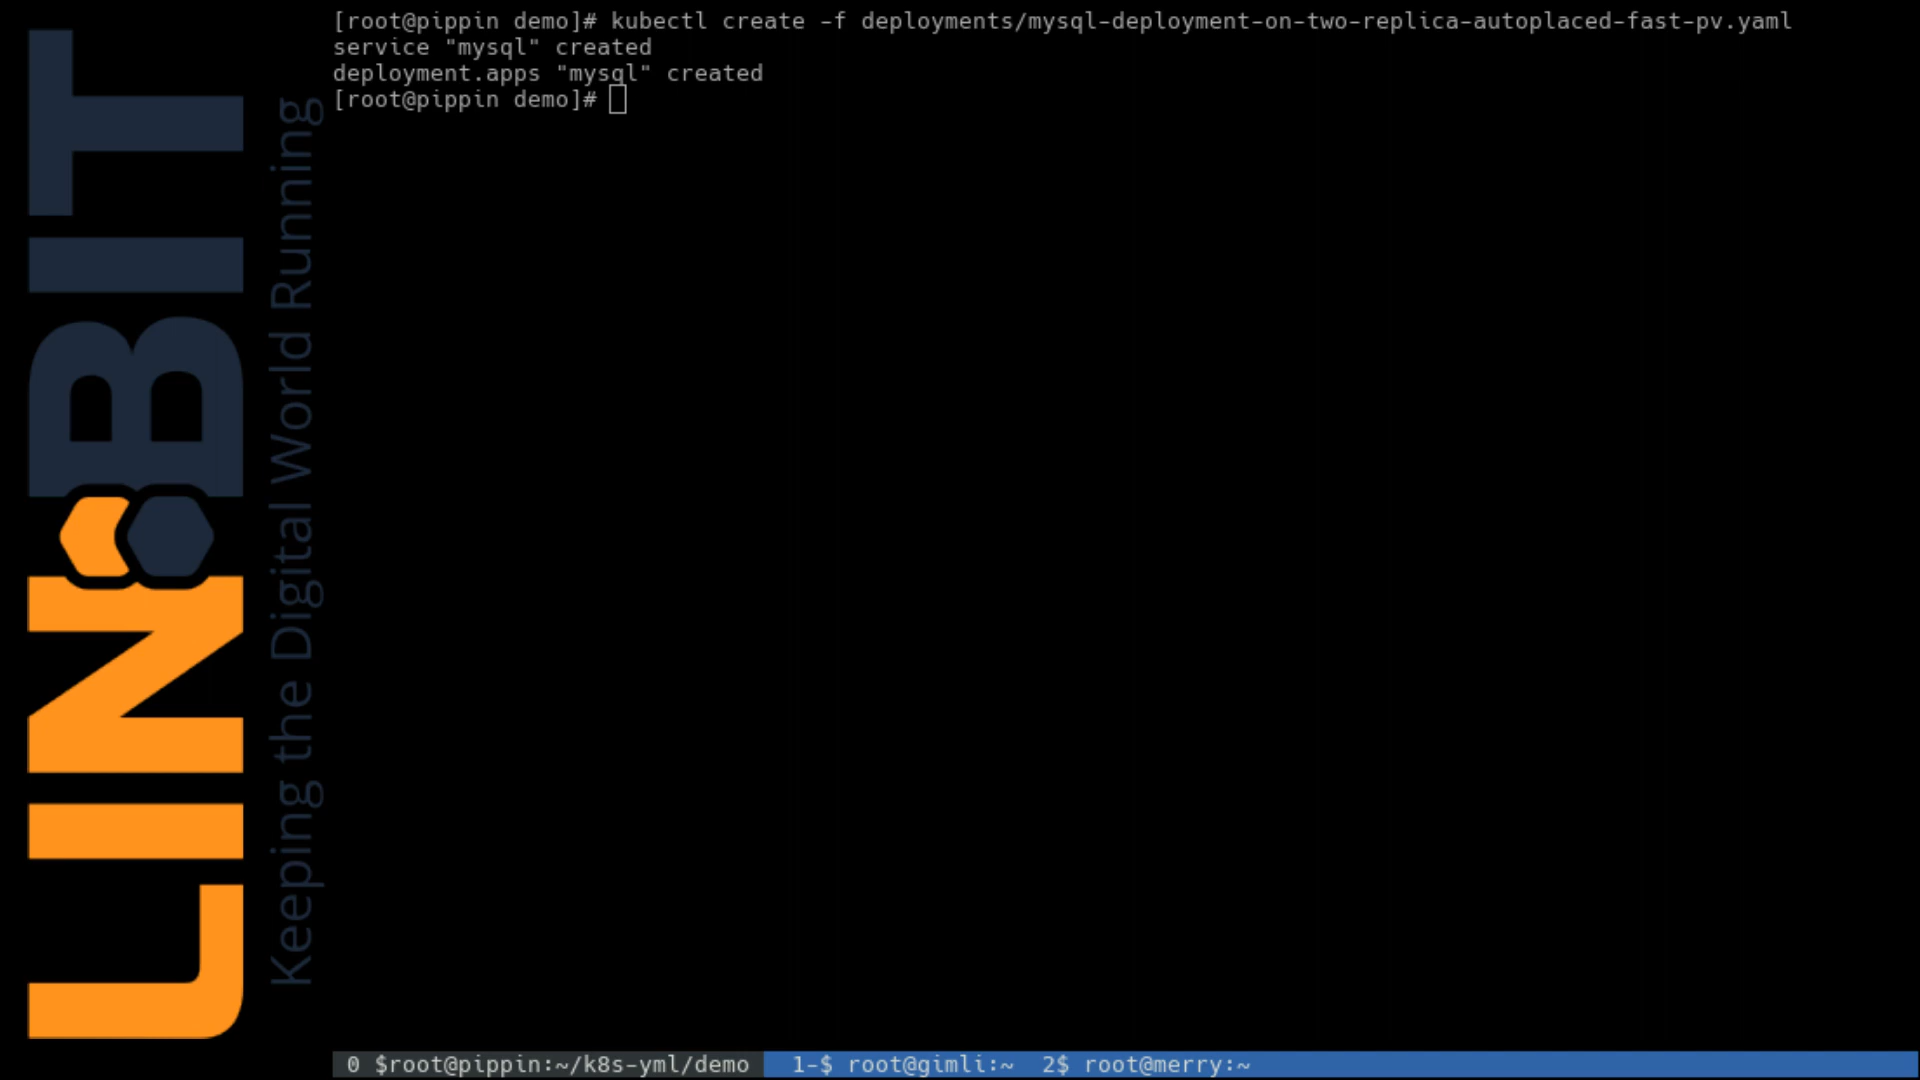 LINBIT
Keeping the Digital World Running
[root@pippin demo]# kubectl create -f deployments/mysql-deployment-on-two-replica-autoplaced-fast-pv.yaml
service "mysql" created
deployment.apps "mysql" created
[root@pippin demo]#
0 $root@pippin:~/k8s-yml/demo 1-$ root@gimli:~ 2$ root@merry:~